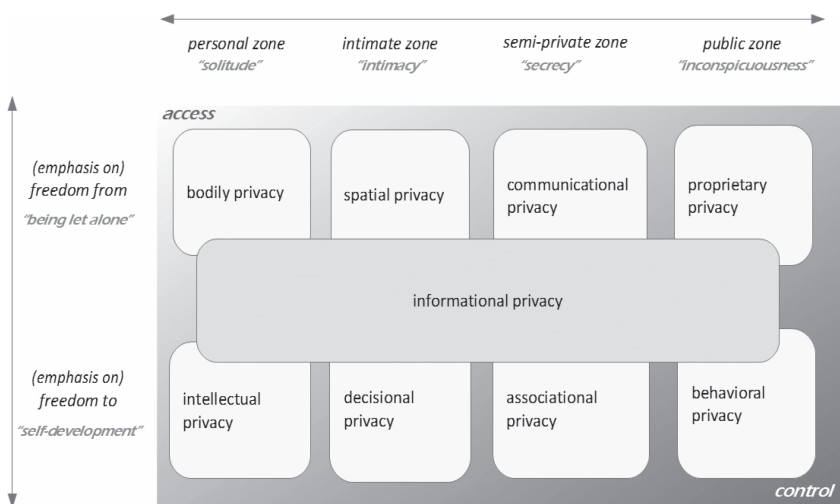 personal zone
"solitude"
intimate zone
"intimacy"
semi-private zone
"secrecy"
public zone
"inconspicuousness"
access
(emphasis on)
freedom from
"being let alone"
bodily privacy
spatial privacy
communicational
privacy
proprietary
privacy
informational privacy
(emphasis on)
freedom to
"self-development"
intellectual
privacy
decisional
privacy
associational
privacy
behavioral
privacy
control